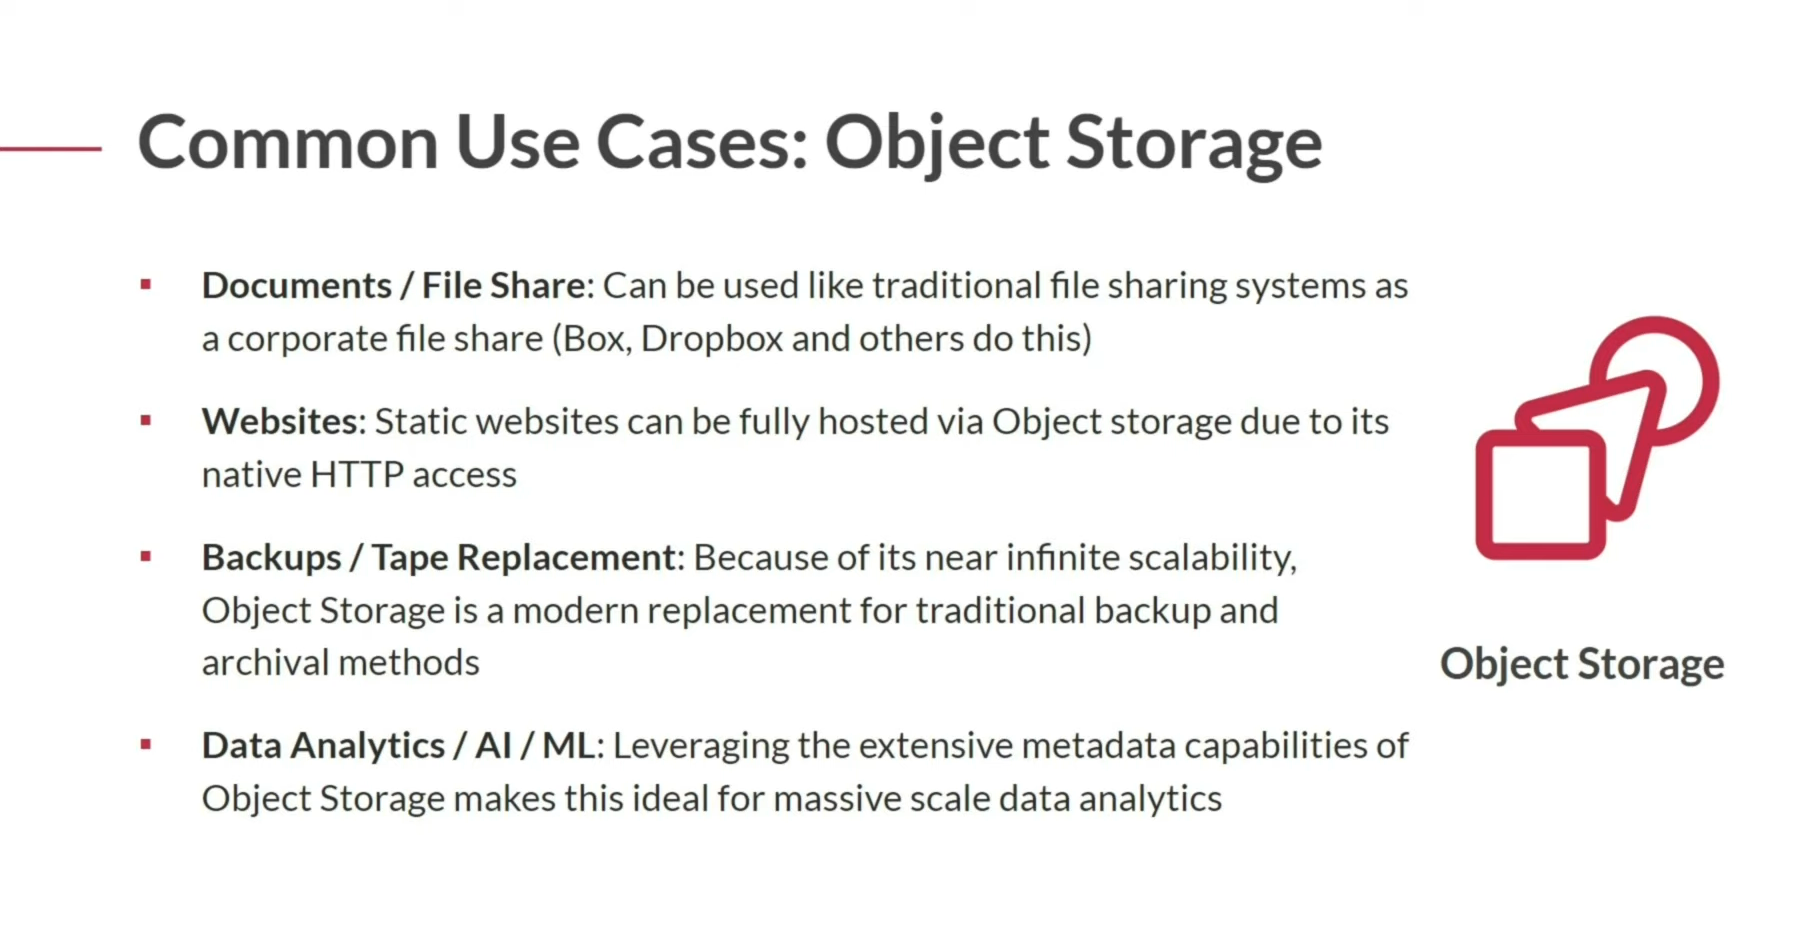 Common Use Cases: Object Storage
Documents / File Share: Can be used like traditional file sharing systems as
a corporate file share (Box, Dropbox and others do this)
Websites: Static websites can be fully hosted via Object storage due to its
native HTTP access
Backups / Tape Replacement: Because of its near infinite scalability,
Object Storage is a modern replacement for traditional backup and
archival methods
Data Analytics / AI / ML: Leveraging the extensive metadata capabilities of
Object Storage makes this ideal for massive scale data analytics
Object Storage